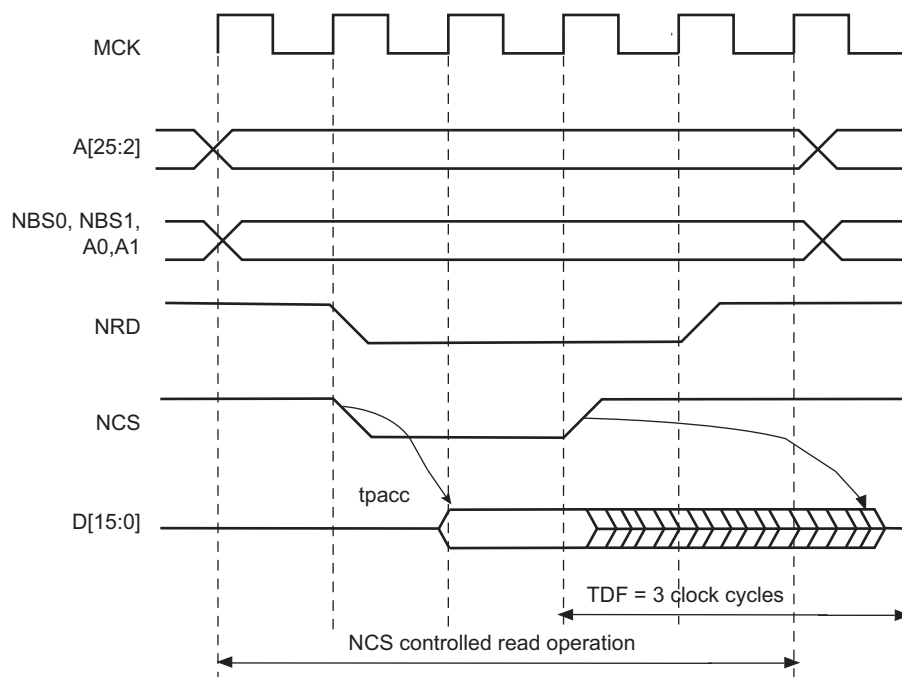 MCK
A[25:2]
NBS0, NBS1,
A0,A1
NRD
NCS
tpacc
D[15:0]
TDF = 3 clock cycles
NCS controlled read operation